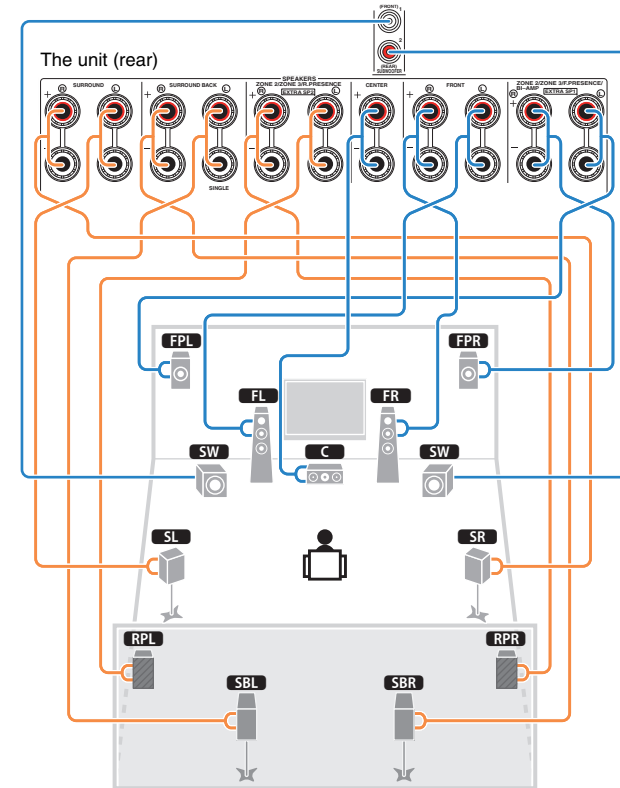 (FRONT) 1
2
(REAR)
SUBWOOFER
The unit (rear)
SPEAKERS
SURROUND
SURROUND BACK
ZONE 2/ZONE 3/R.PRESENCE
EXTRA SP2
CENTER
FRONT
ZONE 2/ZONE 3/F.PRESENCE/
BI–AMP
EXTRA SP1
+ R L
+ R L
+ R L
+
+ R L
+ R L
– – – – – –
SINGLE
FPL FPR
FL FR
SW C SW
SL SR
RPL RPR
SBL SBR